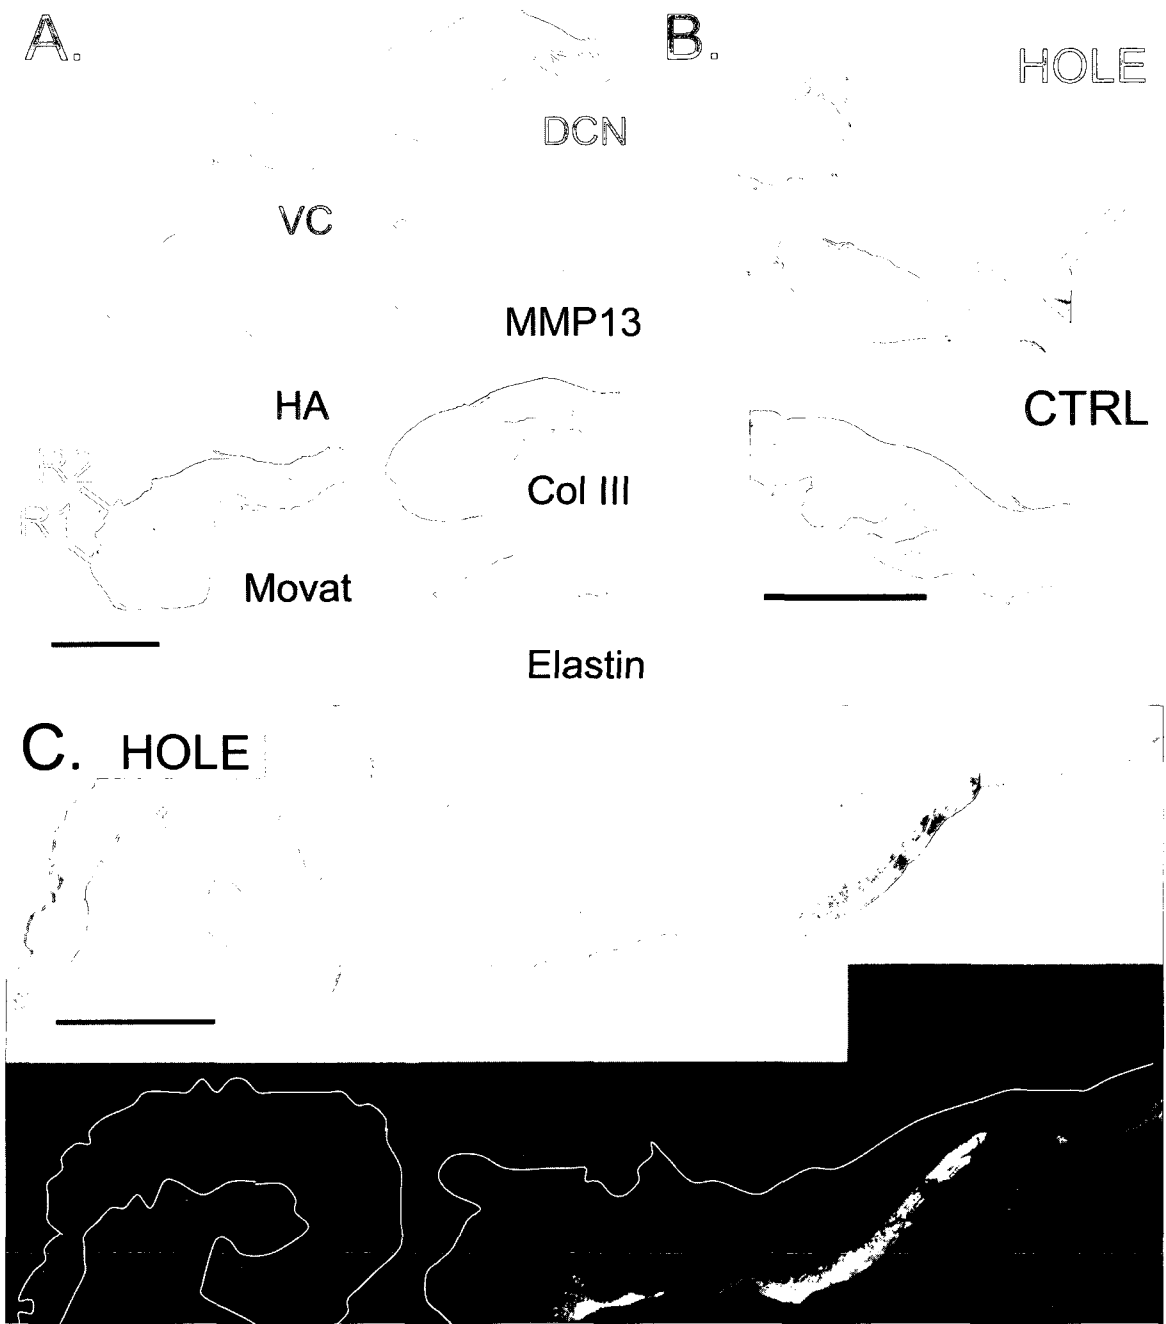 A.
B.
HOLE
DCN
VC
MMP13
HA
CTRL
R2
R1
Col III
Movat
Elastin
C. HOLE